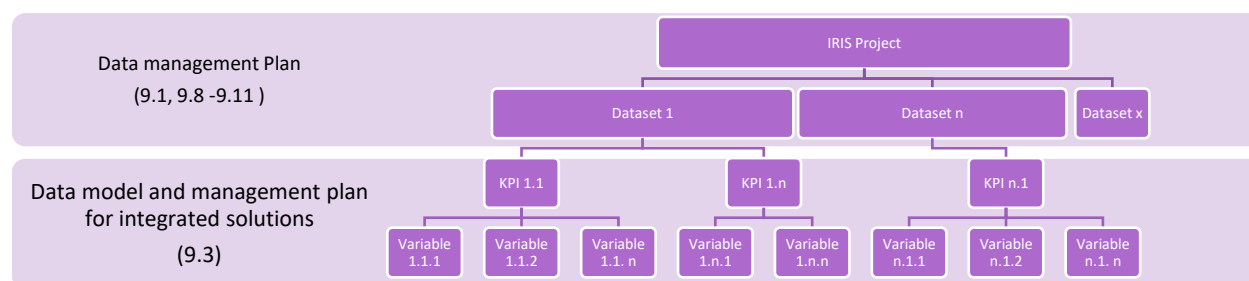 IRIS Project
Data management Plan
(9.1, 9.8 -9.11 )
Dataset 1
Dataset n
Dataset x
Data model and management plan
for integrated solutions
(9.3)
KPI 1.1
KPI 1.n
KPI n.1
Variable
1.1.1
Variable
1.1.2
Variable
1.1. n
Variable
1.n.1
Variable
1.n.n
Variable
n.1.1
Variable
n.1.2
Variable
n.1. n